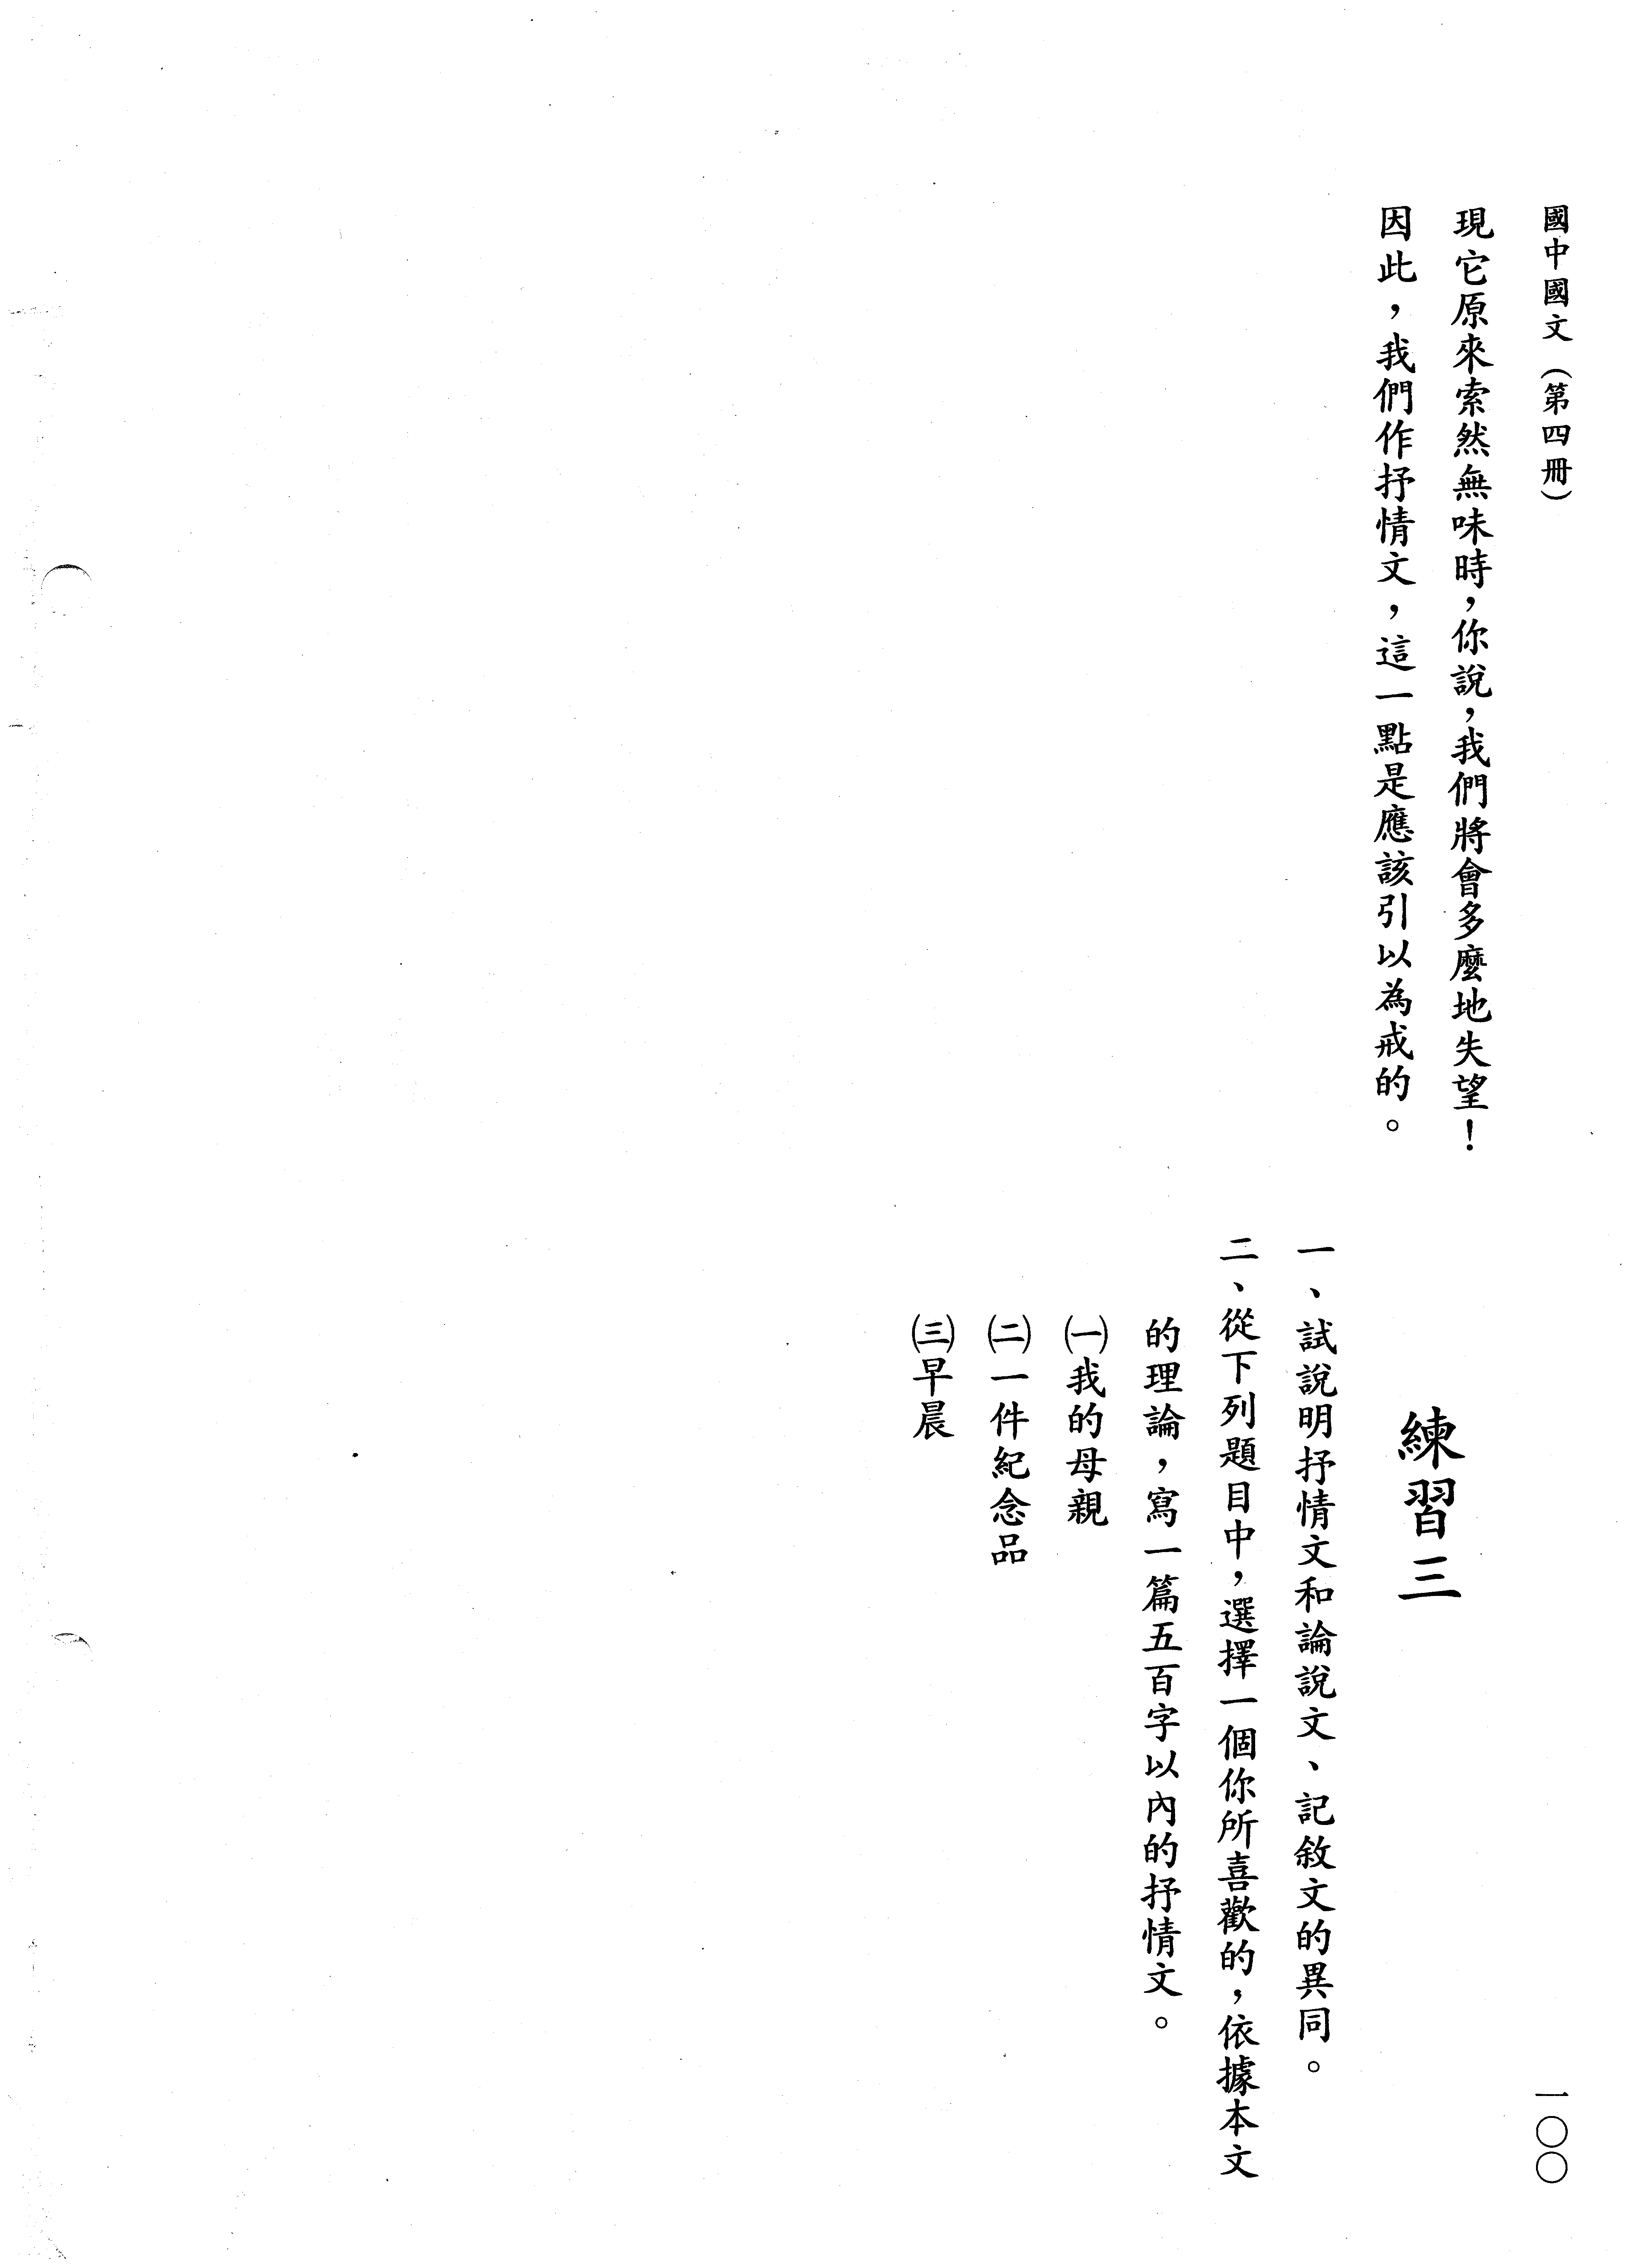 國中國文（第四冊）
現它原來索然無味時，你說，我們將會多麼地失望！
因此，我們作抒情文，這一點是應該引以為戒的。
練習三
一、試說明抒情文和論說文、記敘文的異同。
二、從下列題目中，選擇一個你所喜歡的，依據本文
的理論，寫一篇五百字以內的抒情文。
㈠我的母親
㈡一件紀念品
㈢早晨
一〇〇